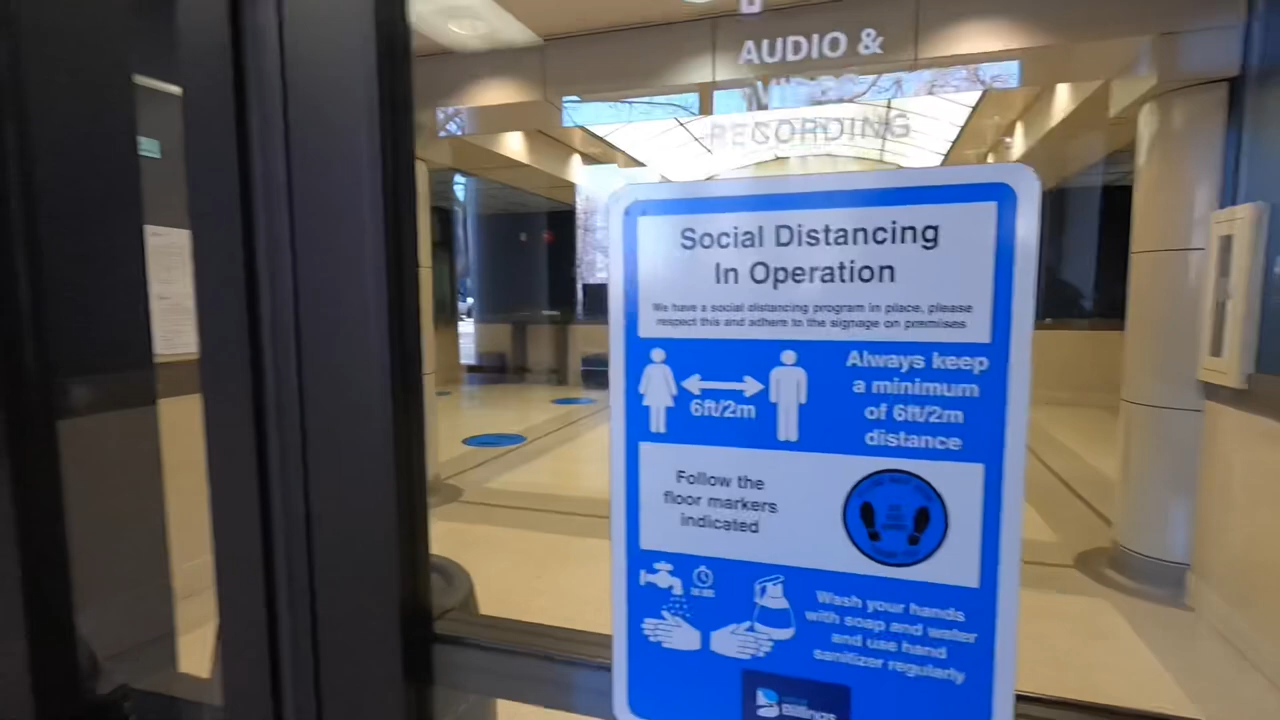 AUDIO &
VIDEO
RECORDING
Social Distancing
In Operation
We have a social distancing program in place, please
respect this and adhere to the signage on premises
6ft/2m
Always keep
a minimum
of 6ft/2m
distance
Follow the
floor markers
indicated
Wash your hands
with soap and water
and use hand
sanitizer regularly
Billings